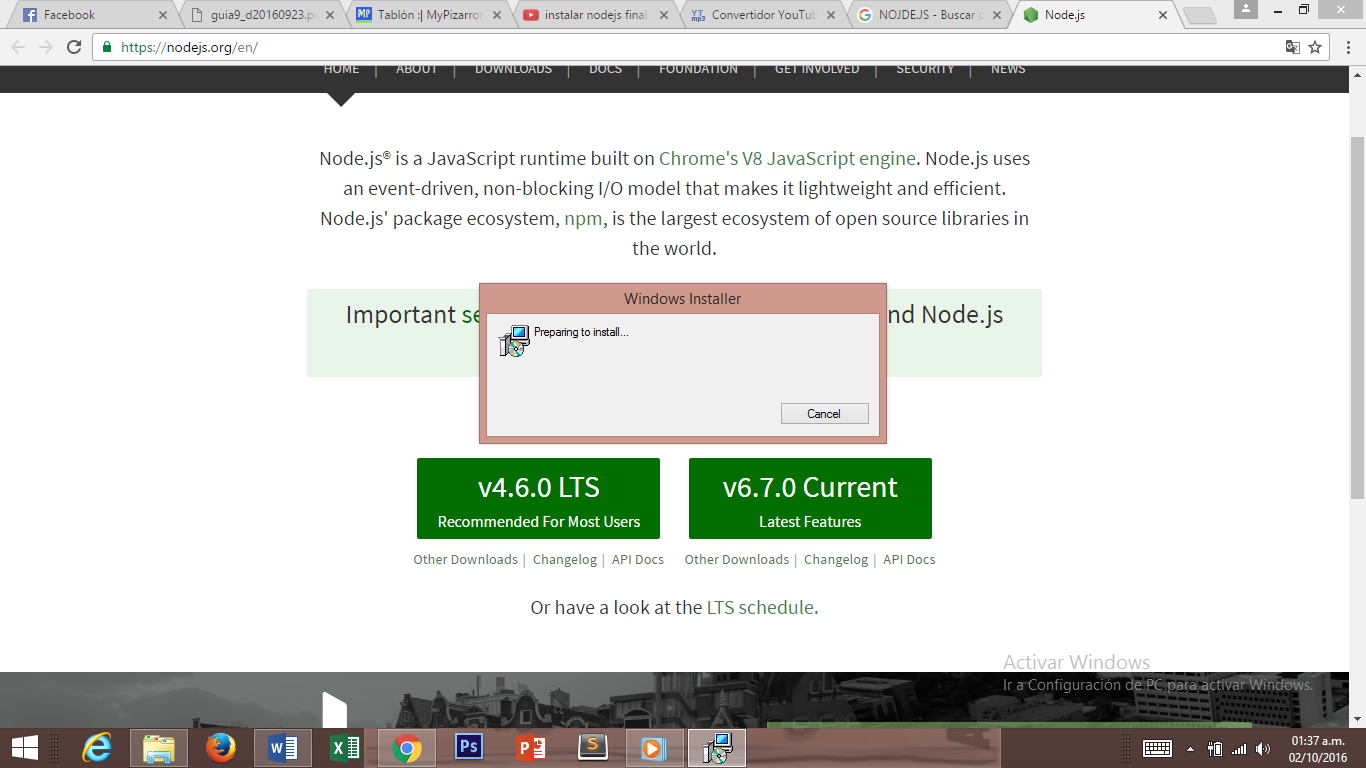 Facebook
guia9_d20160923.p
Tablón :| MyPizarror
instalar nodejs final
YT mp3 Convertidor YouTub
NOJDEJS - Buscar
Node.js
https://nodejs.org/en/
HOME | ABOUT | DOWNLOADS | DOCS | FOUNDATION | GET INVOLVED | SECURITY | NEWS
Node.js® is a JavaScript runtime built on Chrome's V8 JavaScript engine. Node.js uses
an event-driven, non-blocking I/O model that makes it lightweight and efficient.
Node.js' package ecosystem, npm, is the largest ecosystem of open source libraries in
the world.
Important se
nd Node.js
Windows Installer
Preparing to install...
Cancel
v4.6.0 LTS
Recommended For Most Users
v6.7.0 Current
Latest Features
Other Downloads | Changelog | API Docs
Other Downloads | Changelog | API Docs
Or have a look at the LTS schedule.
Activar Windows
Ir a Configuración de PC para activar Windows.
01:37 a.m.
02/10/2016